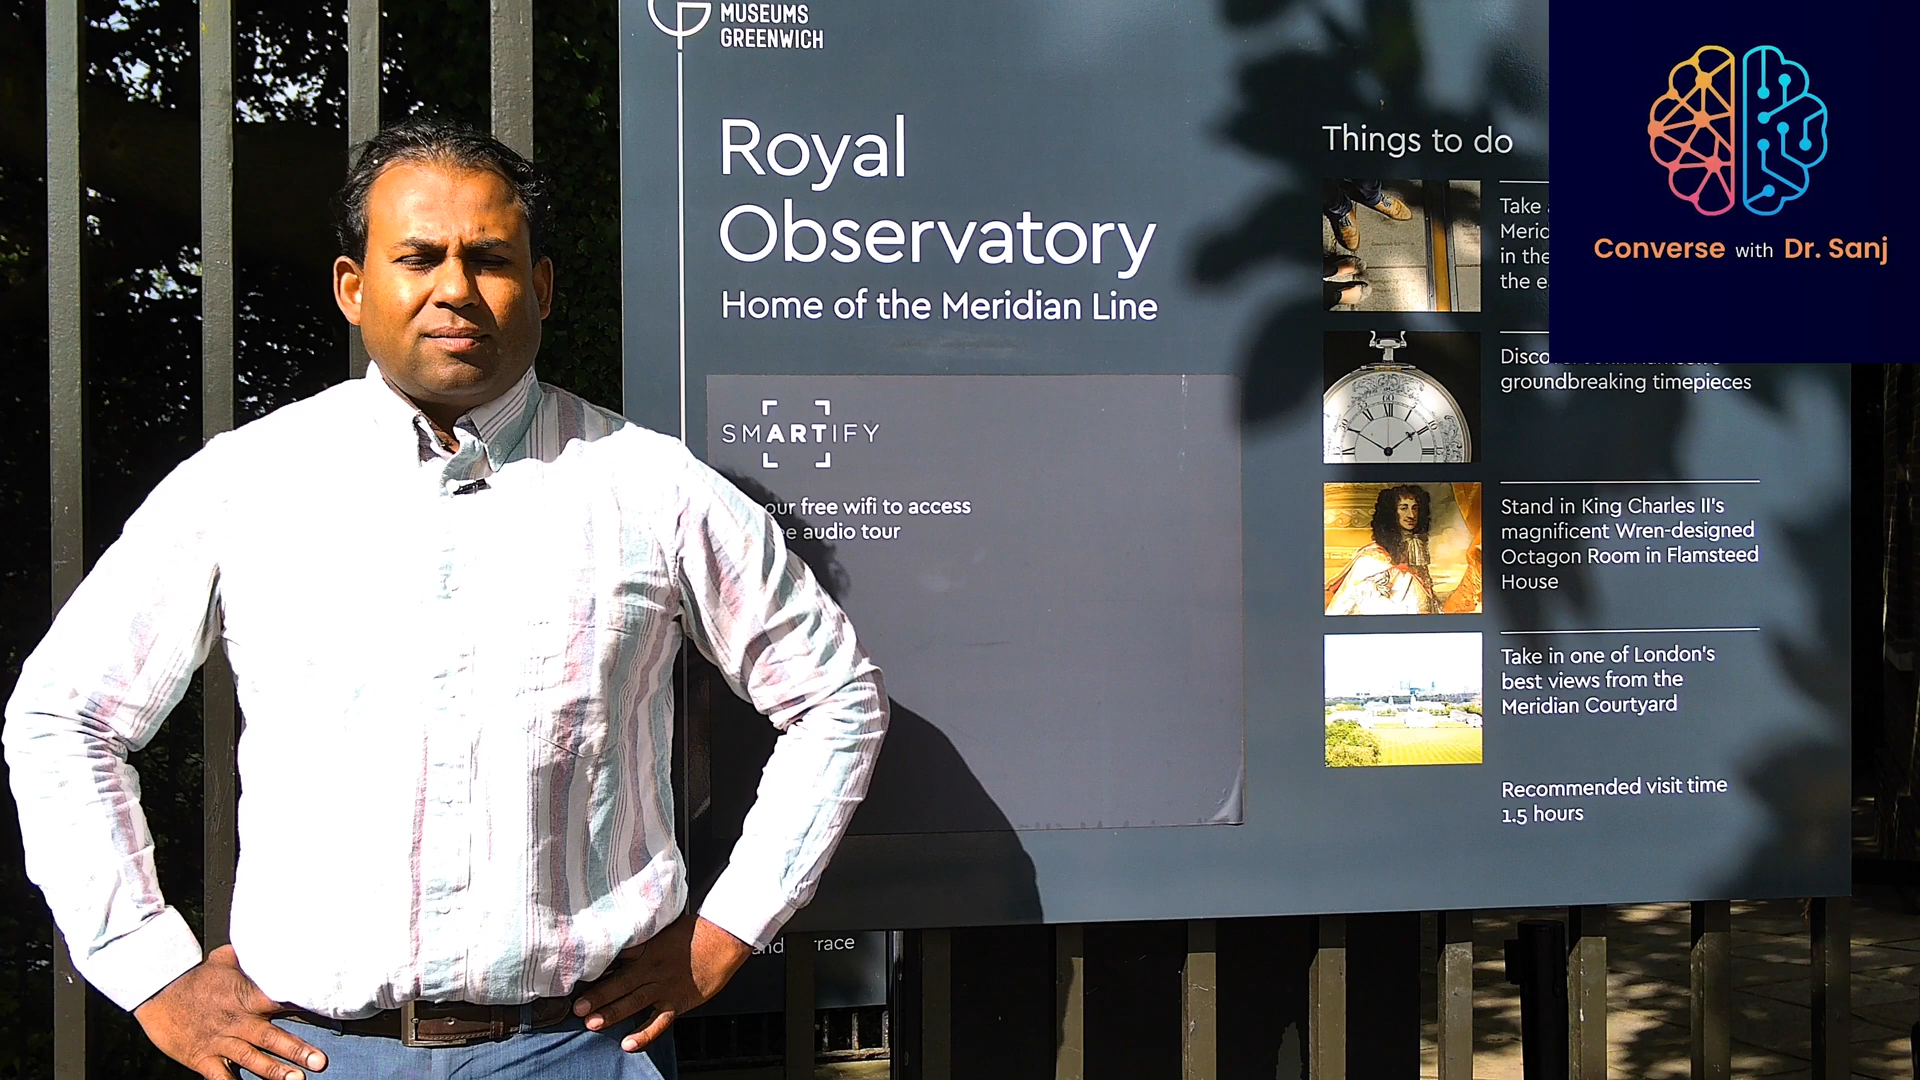 MUSEUMS
GREENWICH
Royal
Observatory
Home of the Meridian Line
SMARTIFY
our free wifi to access
audio tour
and
Things to do
Take
in the
the
groundbreaking timepieces
Stand in King Charles II's
magnificent Wren-designed
Octagon Room in Flamsteed
House
Take in one of London's
best views from the
Meridian Courtyard
Recommended visit time
1.5 hours
Converse with Dr. Sanj